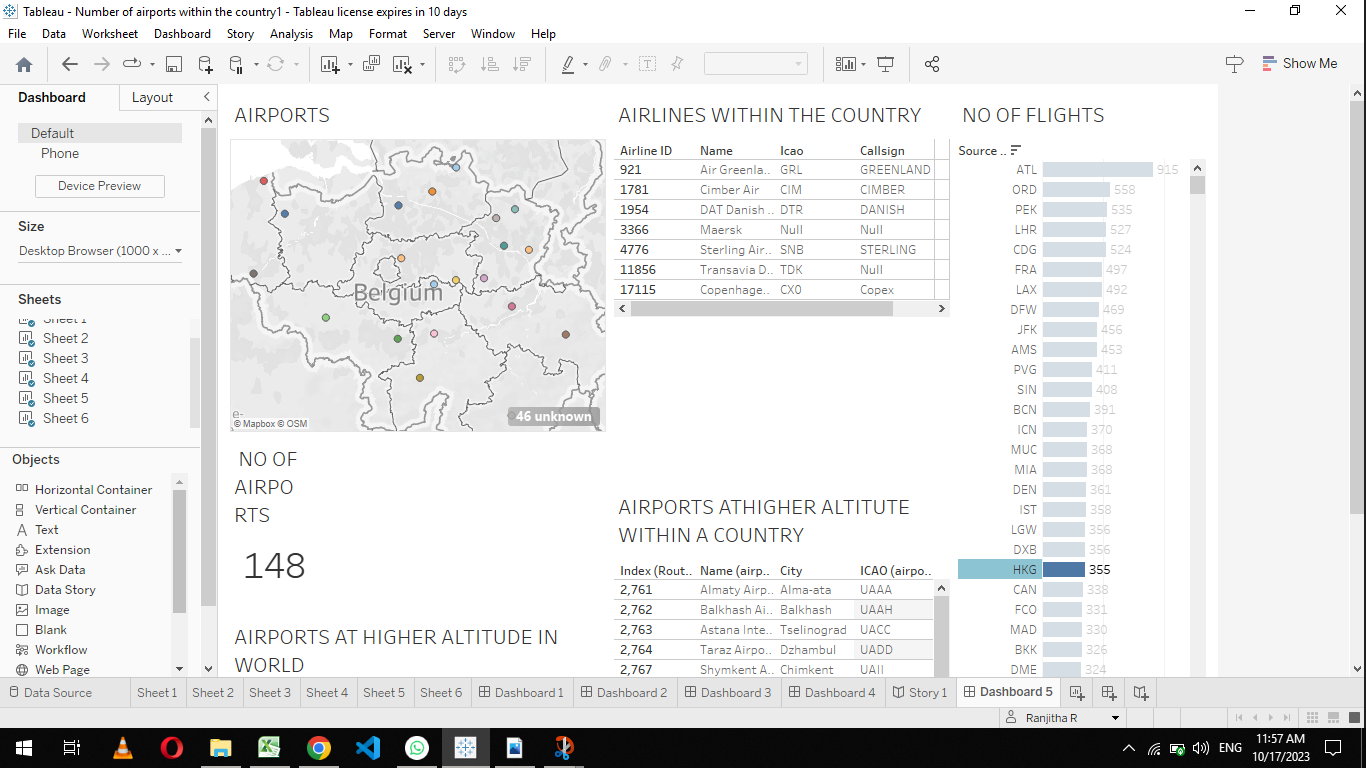 Tableau - Number of airports within the country1 - Tableau license expires in 10 days
File Data Worksheet Dashboard Story Analysis Map Format Server Window Help
Show Me
Dashboard Layout
Default
Phone
Device Preview
Size
Desktop Browser (1000 x ...
Sheets
Sheet 1
Sheet 2
Sheet 3
Sheet 4
Sheet 5
Sheet 6
Objects
Horizontal Container
Vertical Container
Text
Extension
Ask Data
Data Story
Image
Blank
Workflow
Web Page
AIRPORTS
Belgium
e-
© Mapbox © OSM
46 unknown
NO OF
AIRPO
RTS
148
AIRPORTS AT HIGHER ALTITUDE IN
WORLD
AIRLINES WITHIN THE COUNTRY
Airline ID Name Icao Callsign
921 Air Greenla.. GRL GREENLAND
1781 Cimber Air CIM CIMBER
1954 DAT Danish .. DTR DANISH
3366 Maersk Null Null
4776 Sterling Air.. SNB STERLING
11856 Transavia D.. TDK Null
17115 Copenhage.. CX0 Copex
AIRPORTS ATHIGHER ALTITUTE
WITHIN A COUNTRY
Index (Rout.. Name (airp.. City ICAO (airpo..
2,761 Almaty Airp.. Alma-ata UAAA
2,762 Balkhash Ai.. Balkhash UAAH
2,763 Astana Inte.. Tselinograd UACC
2,764 Taraz Airpo.. Dzhambul UADD
2,767 Shymkent A.. Chimkent UAII
NO OF FLIGHTS
Source ..
ATL 915
ORD 558
PEK 535
LHR 527
CDG 524
FRA 497
LAX 492
DFW 469
JFK 456
AMS 453
PVG 411
SIN 408
BCN 391
ICN 370
MUC 368
MIA 368
DEN 361
IST 358
LGW 356
DXB 356
HKG 355
CAN 338
FCO 331
MAD 330
BKK 326
DME 324
Data Source Sheet 1 Sheet 2 Sheet 3 Sheet 4 Sheet 5 Sheet 6 Dashboard 1 Dashboard 2 Dashboard 3 Dashboard 4 Story 1 Dashboard 5
Ranjitha R
ENG
11:57 AM
10/17/2023